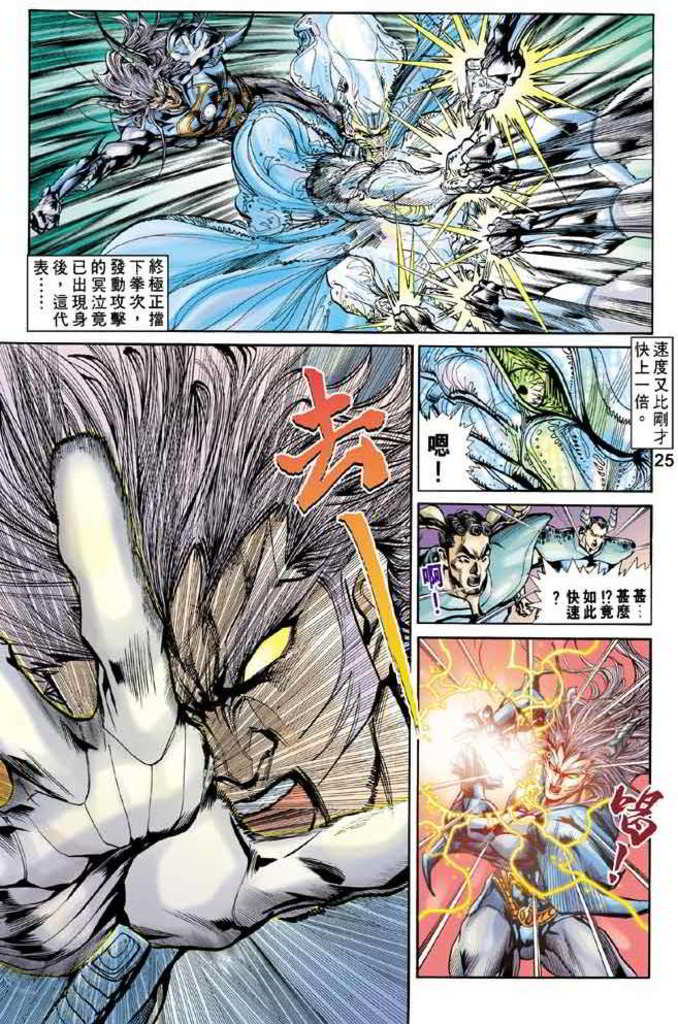 終極正擋
下拳次，
發動攻擊
的冥泣竟
已出現身
後，這代
表……
速度又比剛才
快上一倍。
25
嗯！
去
啊！
甚…
甚麼
!?竟
如此
快速
?